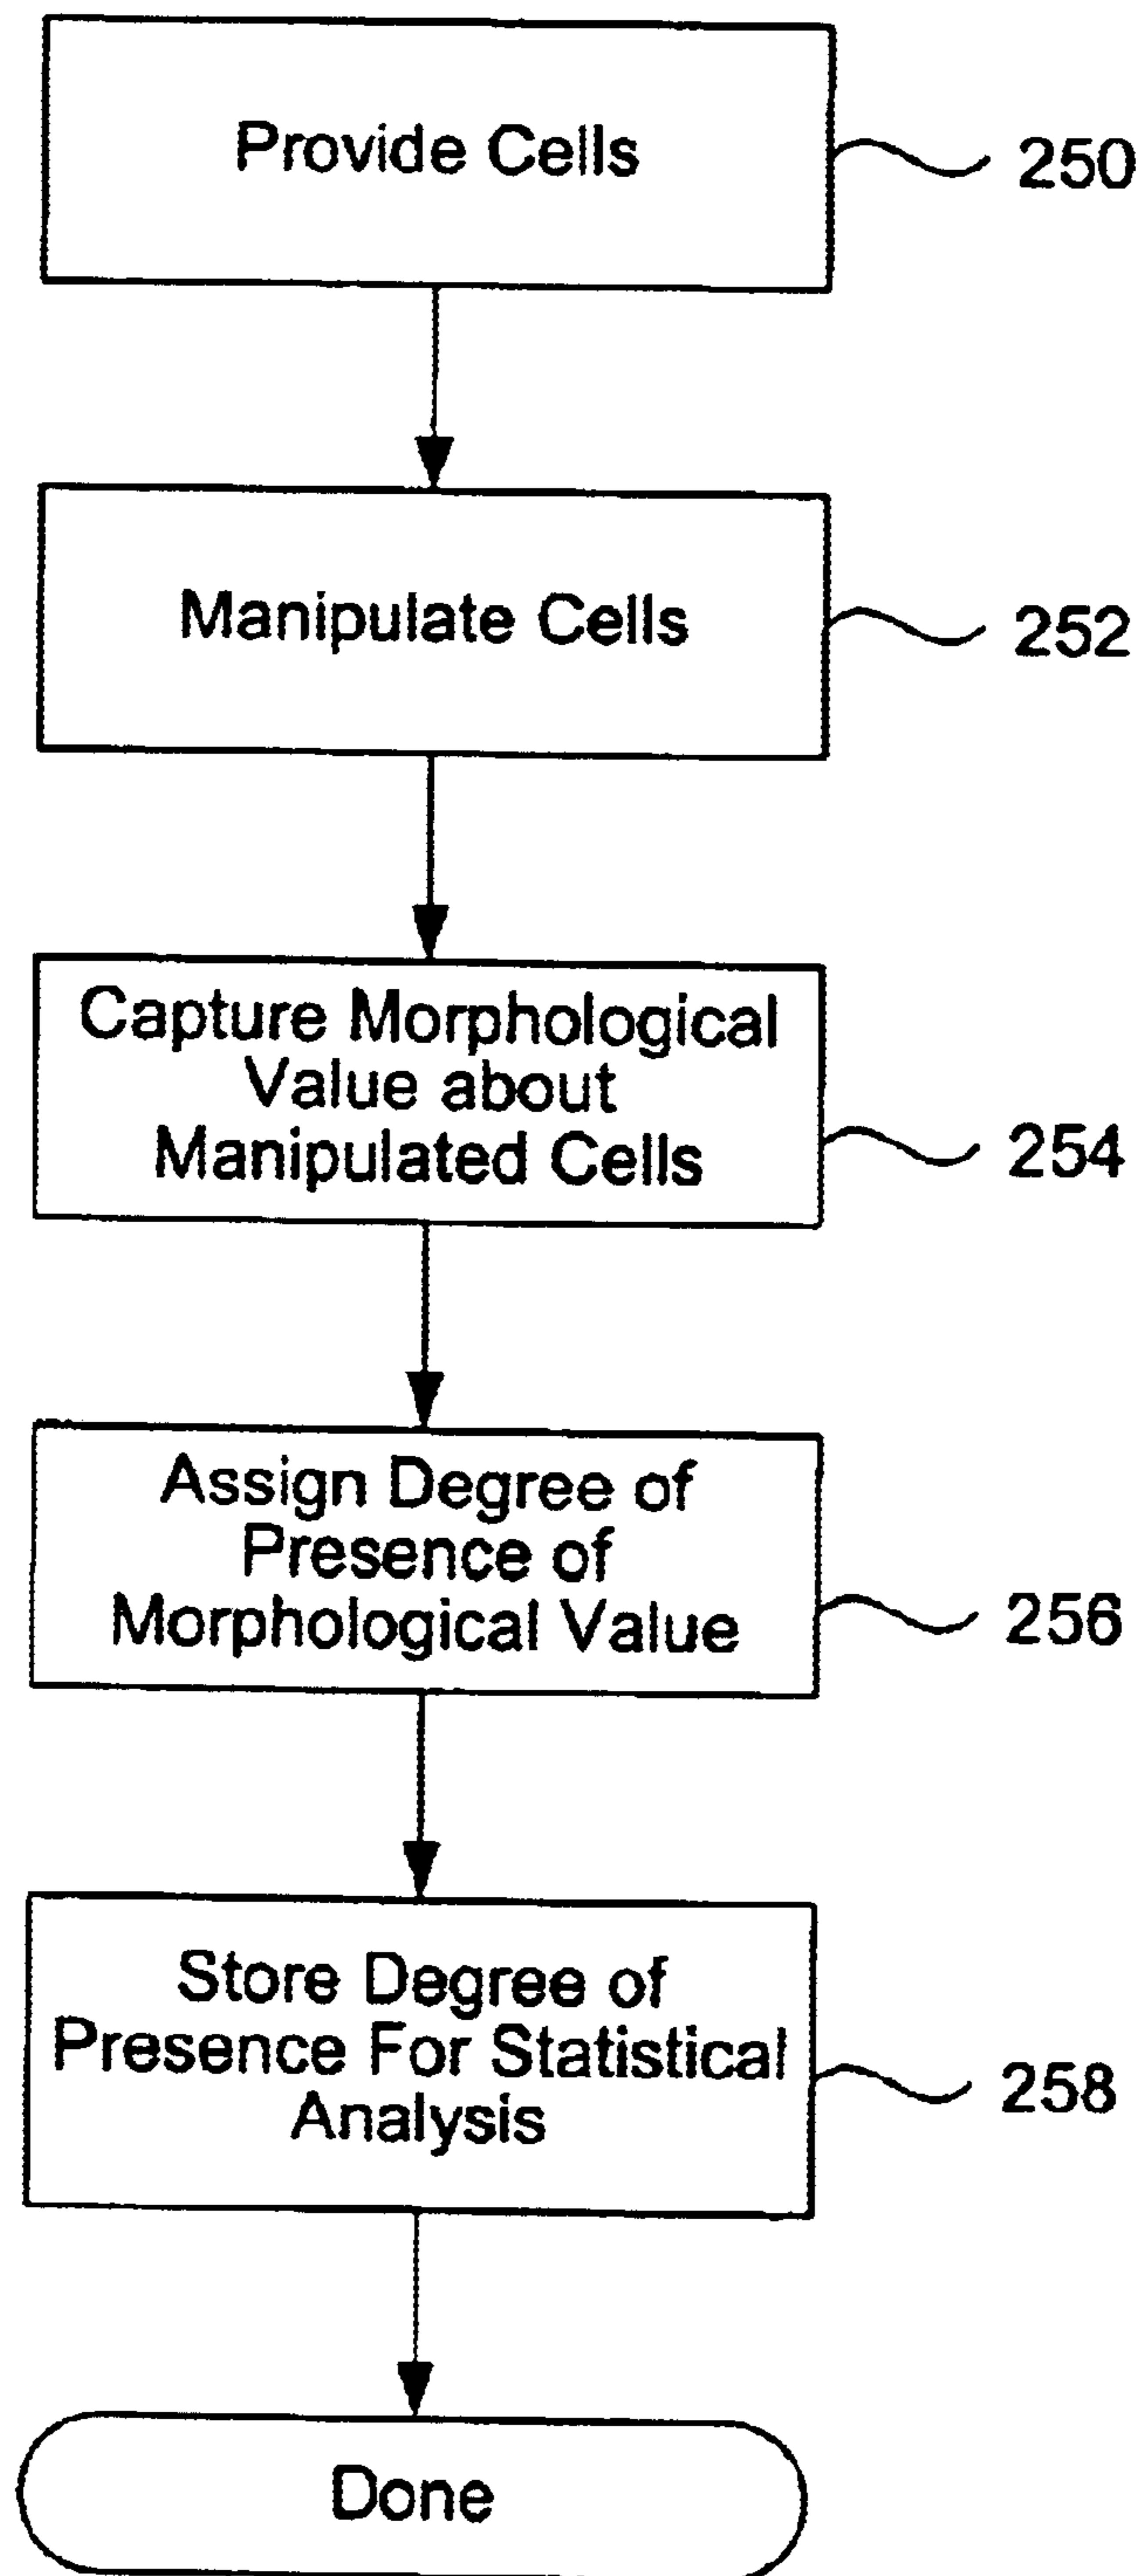 Provide Cells
250
Manipulate Cells
252
Capture Morphological
Value about
Manipulated Cells
254
Assign Degree of
Presence of
Morphological Value
256
Store Degree of
Presence For Statistical
Analysis
258
Done